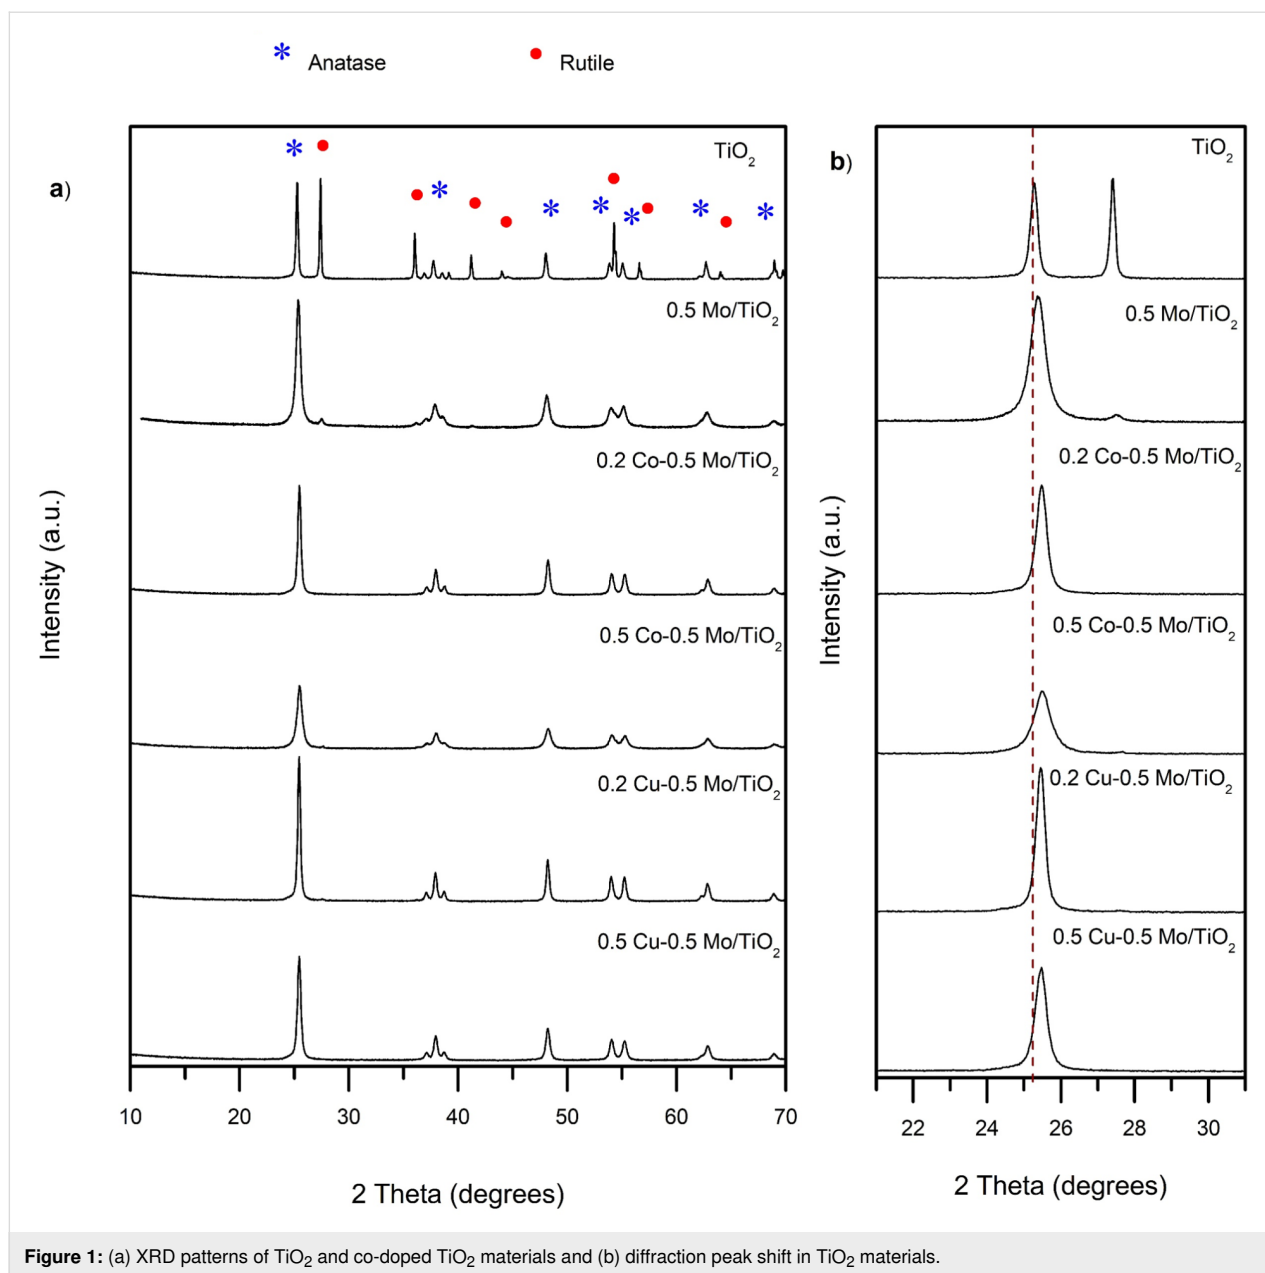 * Anatase ● Rutile
a)
TiO2
0.5 Mo/TiO2
0.2 Co-0.5 Mo/TiO2
0.5 Co-0.5 Mo/TiO2
0.2 Cu-0.5 Mo/TiO2
0.5 Cu-0.5 Mo/TiO2
Intensity (a.u.)
10 20 30 40 50 60 70
2 Theta (degrees)
b)
TiO2
0.5 Mo/TiO2
0.2 Co-0.5 Mo/TiO2
0.5 Co-0.5 Mo/TiO2
0.2 Cu-0.5 Mo/TiO2
0.5 Cu-0.5 Mo/TiO2
Intensity (a.u.)
22 24 26 28 30
2 Theta (degrees)
Figure 1: (a) XRD patterns of TiO2 and co-doped TiO2 materials and (b) diffraction peak shift in TiO2 materials.